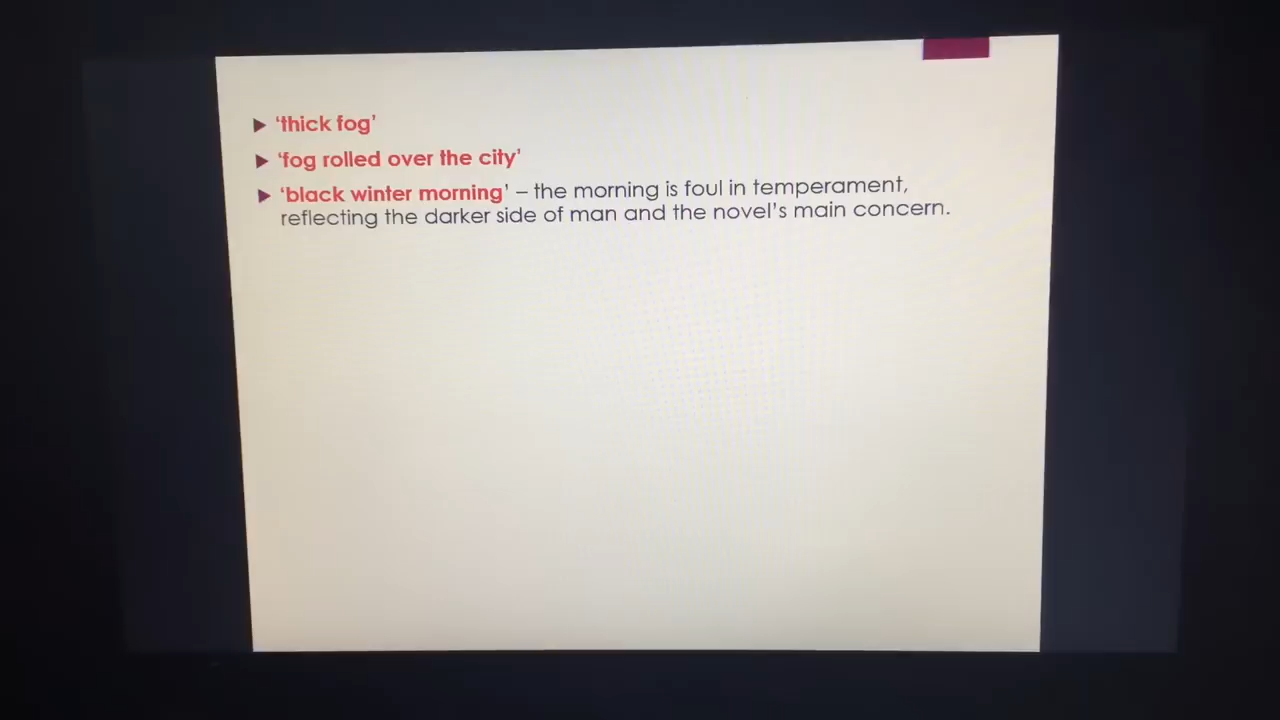 ► ‘thick fog’
► ‘fog rolled over the city’
► ‘black winter morning’ – the morning is foul in temperament,
reflecting the darker side of man and the novel’s main concern.